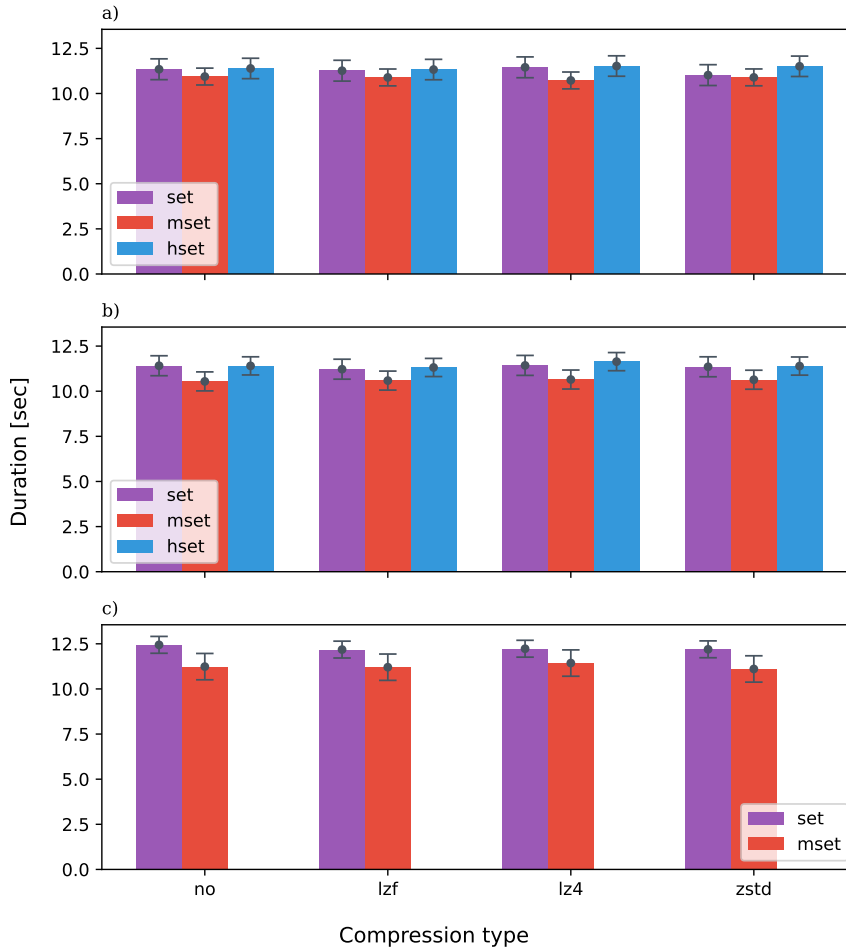 a)
12.5
10.0
7.5
5.0
2.5
0.0
set
mset
hset
b)
12.5
10.0
7.5
5.0
2.5
0.0
set
mset
hset
Duration [sec]
c)
12.5
10.0
7.5
5.0
2.5
0.0
set
mset
no lzf lz4 zstd
Compression type